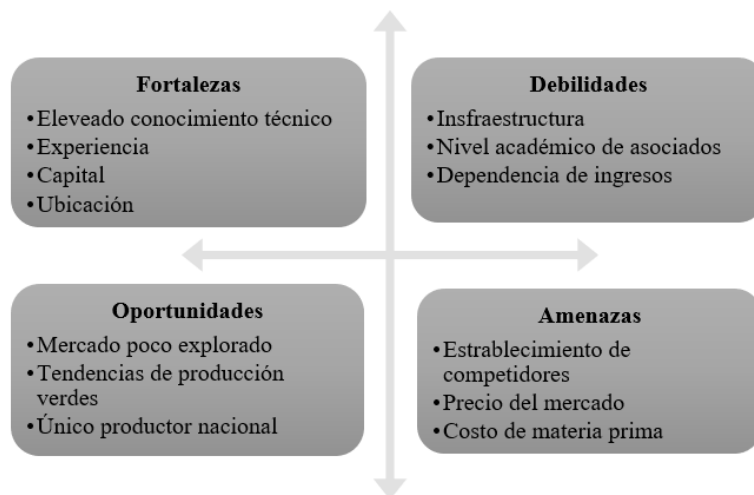 Fortalezas
•Eleveado conocimiento técnico
•Experiencia
•Capital
•Ubicación
Debilidades
•Insfraestructura
•Nivel académico de asociados
•Dependencia de ingresos
Oportunidades
•Mercado poco explorado
•Tendencias de producción
verdes
•Único productor nacional
Amenazas
•Establecimiento de
competidores
•Precio del mercado
•Costo de materia prima